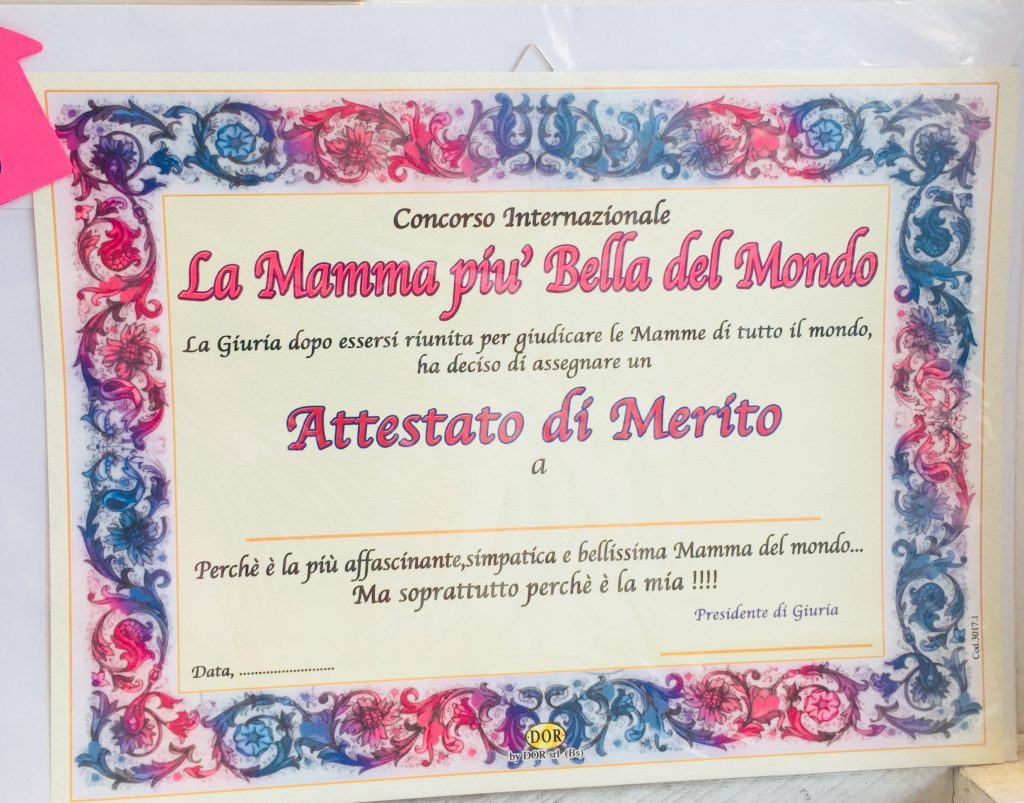 Concorso Internazionale
La Mamma piu' Bella del Mondo
La Giuria dopo essersi riunita per giudicare le Mamme di tutto il mondo,
ha deciso di assegnare un
Attestato di Merito
a
Perchè è la più affascinante,simpatica e bellissima Mamma del mondo...
Ma soprattutto perchè è la mia !!!!
Presidente di Giuria
Data, .........................
DOR
by DOR srl (Bs)
Cod.3017.1